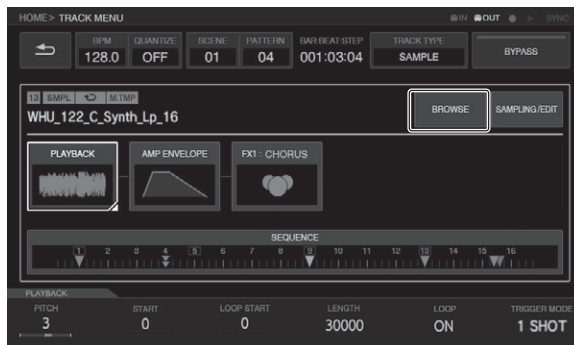 HOME> TRACK MENU
IN OUT SYNC
BPM QUANTIZE SCENE PATTERN BAR:BEAT:STEP TRACK TYPE
128.0 OFF 01 04 001:03:04 SAMPLE BYPASS
13 SMPL M.TMP
WHU_122_C_Synth_Lp_16
BROWSE SAMPLING/EDIT
PLAYBACK AMP ENVELOPE FX1 : CHORUS
SEQUENCE
1 2 3 4 5 6 7 8 9 10 11 12 13 14 15 16
PLAYBACK
PITCH START LOOP START LENGTH LOOP TRIGGER MODE
3 0 0 30000 ON 1 SHOT